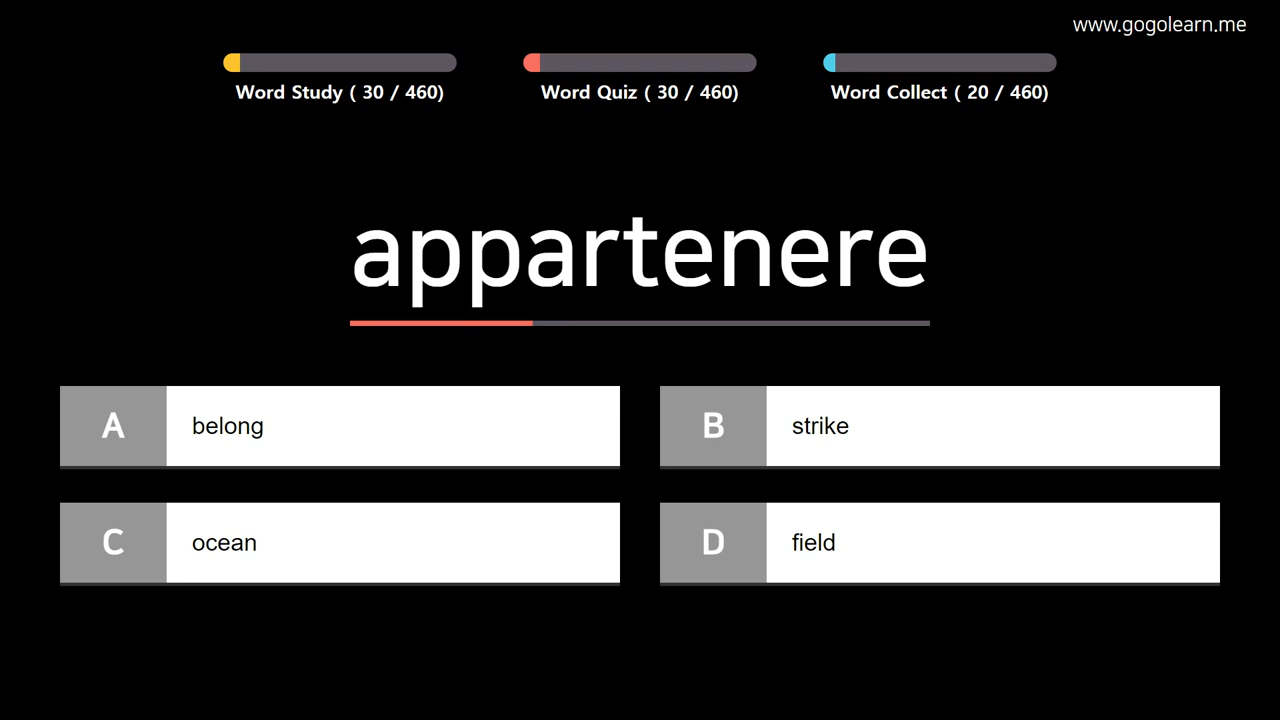 www.gogolearn.me
Word Study ( 30 / 460)
Word Quiz ( 30 / 460)
Word Collect ( 20 / 460)
appartenere
A belong
B strike
C ocean
D field